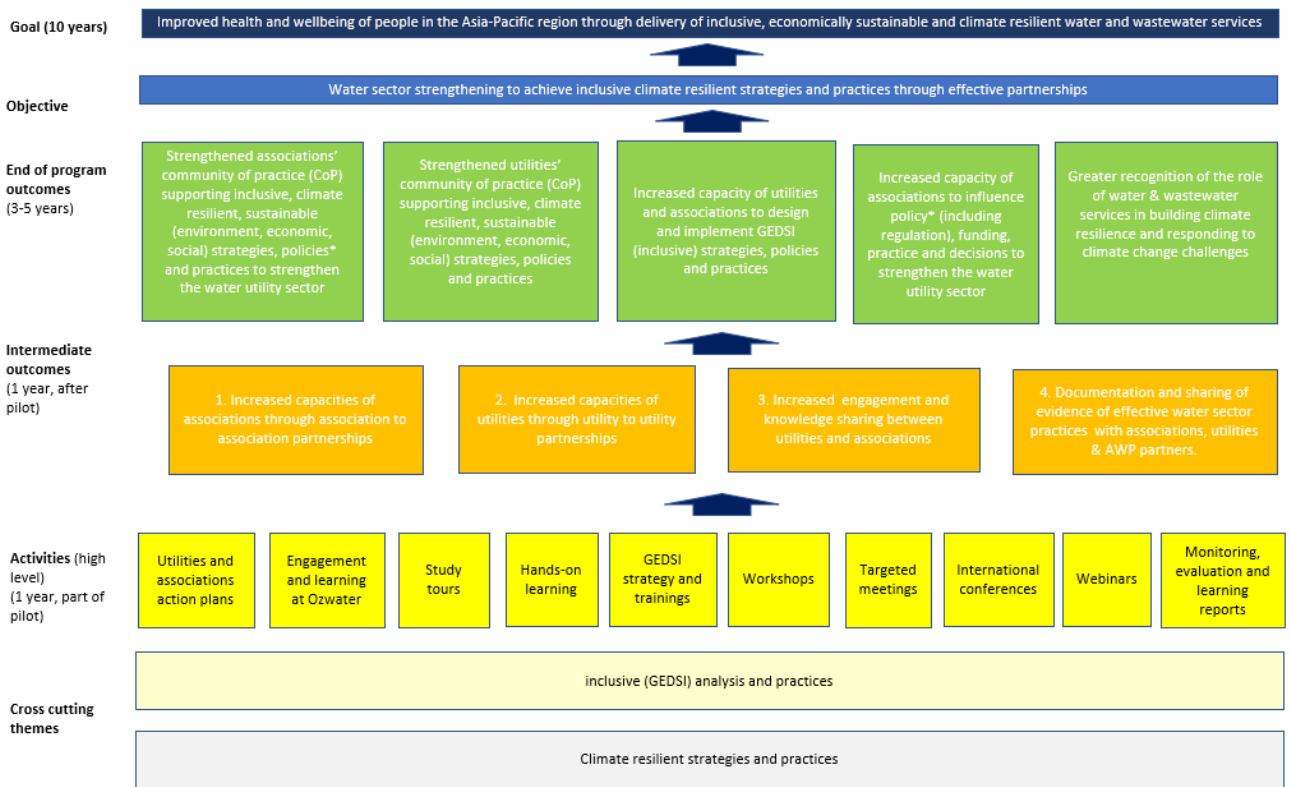 Goal (10 years)
Improved health and wellbeing of people in the Asia-Pacific region through delivery of inclusive, economically sustainable and climate resilient water and wastewater services
Objective
Water sector strengthening to achieve inclusive climate resilient strategies and practices through effective partnerships
End of program
outcomes
(3-5 years)
Strengthened associations'
community of practice (CoP)
supporting inclusive, climate
resilient, sustainable
(environment, economic,
social) strategies, policies*
and practices to strengthen
the water utility sector
Strengthened utilities'
community of practice (CoP)
supporting inclusive, climate
resilient, sustainable
(environment, economic,
social) strategies, policies
and practices
Increased capacity of utilities
and associations to design
and implement GEDSI
(inclusive) strategies, policies
and practices
Increased capacity of
associations to influence
policy* (including
regulation), funding,
practice and decisions to
strengthen the water
utility sector
Greater recognition of the role
of water & wastewater
services in building climate
resilience and responding to
climate change challenges
Intermediate
outcomes
(1 year, after
pilot)
1. Increased capacities of
associations through association to
association partnerships
2. Increased capacities of
utilities through utility to utility
partnerships
3. Increased engagement and
knowledge sharing between
utilities and associations
4. Documentation and sharing of
evidence of effective water sector
practices with associations, utilities
& AWP partners.
Activities (high
level)
(1 year, part of
pilot)
Utilities and
associations
action plans
Engagement
and learning
at Ozwater
Study
tours
Hands-on
learning
GEDSI
strategy and
trainings
Workshops
Targeted
meetings
International
conferences
Webinars
Monitoring,
evaluation and
learning
reports
Cross cutting
themes
inclusive (GEDSI) analysis and practices
Climate resilient strategies and practices